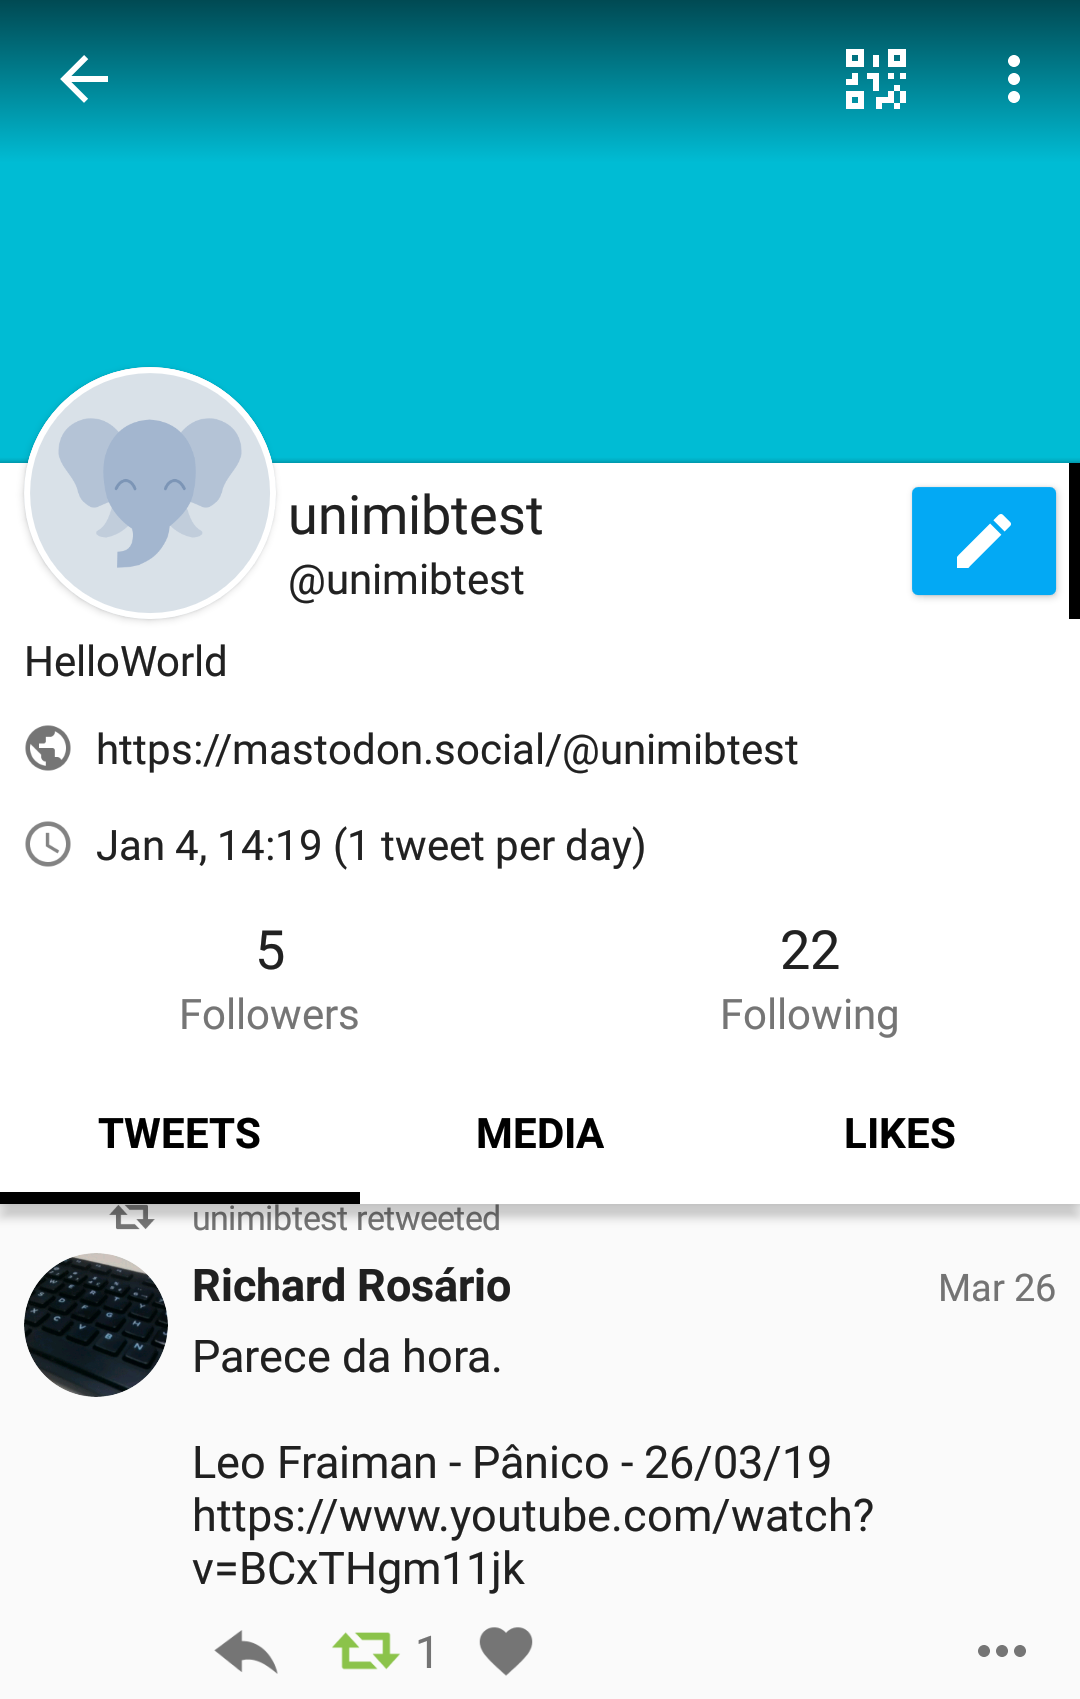 unimibtest
@unimibtest
HelloWorld
https://mastodon.social/@unimibtest
Jan 4, 14:19 (1 tweet per day)
5 22
Followers Following
TWEETS MEDIA LIKES
unimibtest retweeted
Richard Rosário Mar 26
Parece da hora.
Leo Fraiman - Pânico - 26/03/19
https://www.youtube.com/watch?
v=BCxTHgm11jk
1